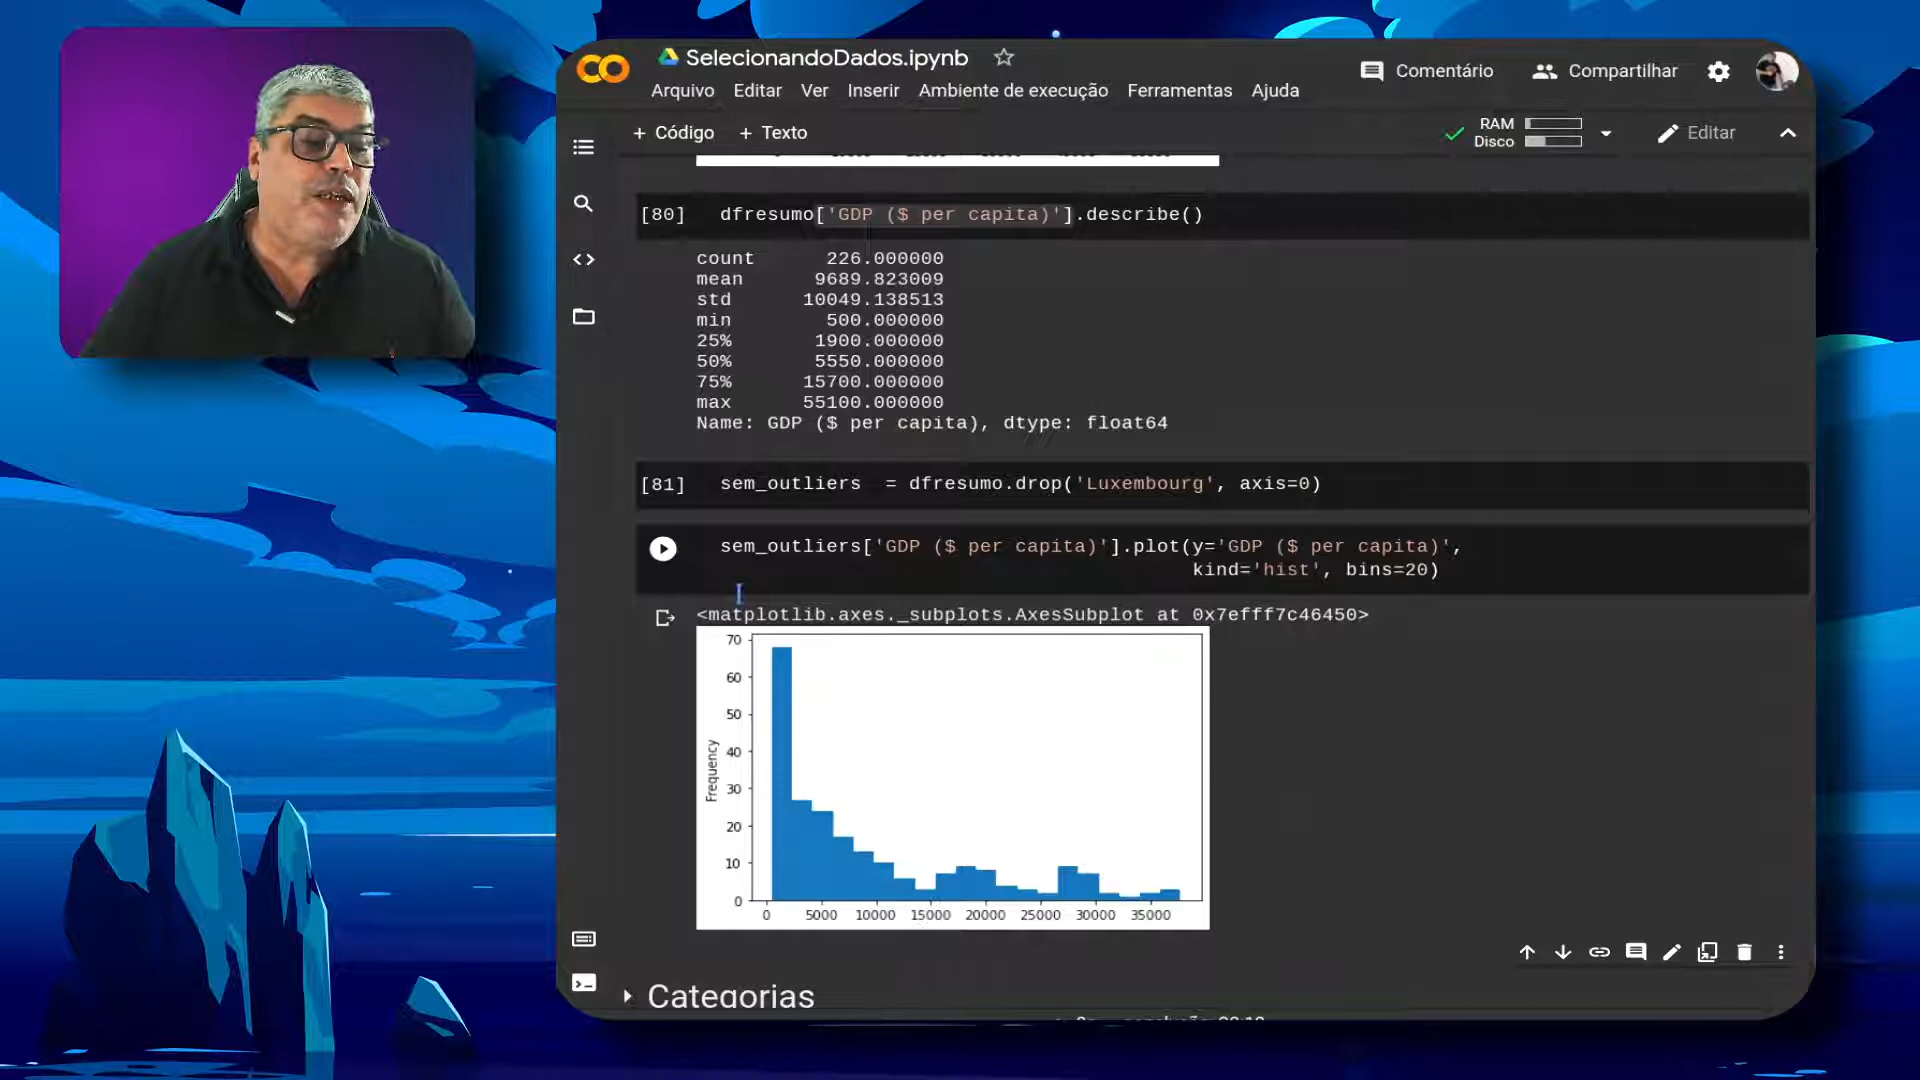 SelecionandoDados.ipynb
Comentário
Compartilhar
Arquivo Editar Ver Inserir Ambiente de execução Ferramentas Ajuda
+ Código + Texto
RAM
Disco
Editar
[80] dfresumo['GDP ($ per capita)'].describe()
count 226.000000
mean 9689.823009
std 10049.138513
min 500.000000
25% 1900.000000
50% 5550.000000
75% 15700.000000
max 55100.000000
Name: GDP ($ per capita), dtype: float64
[81] sem_outliers = dfresumo.drop('Luxembourg', axis=0)
sem_outliers['GDP ($ per capita)'].plot(y='GDP ($ per capita)',
kind='hist', bins=20)
<matplotlib.axes._subplots.AxesSubplot at 0x7efff7c46450>
70
60
50
40
30
20
10
0
Frequency
0 5000 10000 15000 20000 25000 30000 35000
Categorias